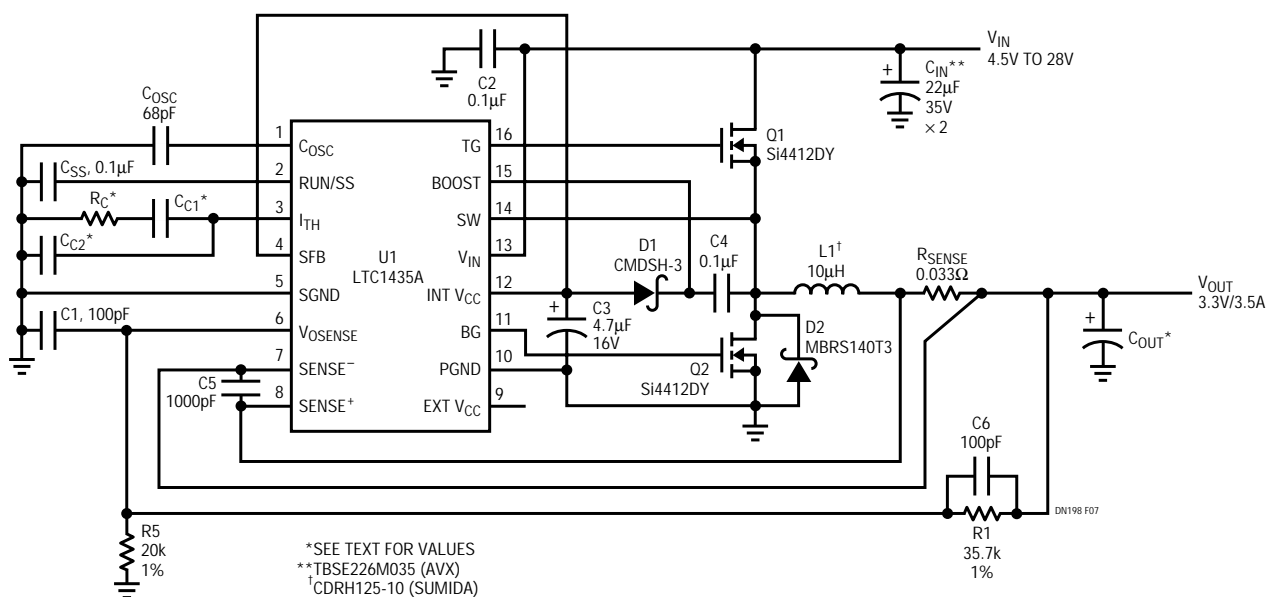 V_IN
4.5V TO 28V
C2
0.1µF
+
C_IN**
22µF
35V
× 2
C_OSC
68pF
C_SS, 0.1µF
R_C*
C_C1*
C_C2*
C1, 100pF
1
2
3
4
5
6
7
8
C_OSC
RUN/SS
I_TH
SFB
SGND
V_OSENSE
SENSE⁻
SENSE⁺
U1
LTC1435A
TG
BOOST
SW
V_IN
INT V_CC
BG
PGND
EXT V_CC
16
15
14
13
12
11
10
9
Q1
Si4412DY
D1
CMDSH-3
C4
0.1µF
L1†
10µH
R_SENSE
0.033Ω
V_OUT
3.3V/3.5A
+
C3
4.7µF
16V
D2
MBRS140T3
Q2
Si4412DY
+
C_OUT*
C5
1000pF
C6
100pF
DN198 F07
R1
35.7k
1%
R5
20k
1%
*SEE TEXT FOR VALUES
**TBSE226M035 (AVX)
†CDRH125-10 (SUMIDA)